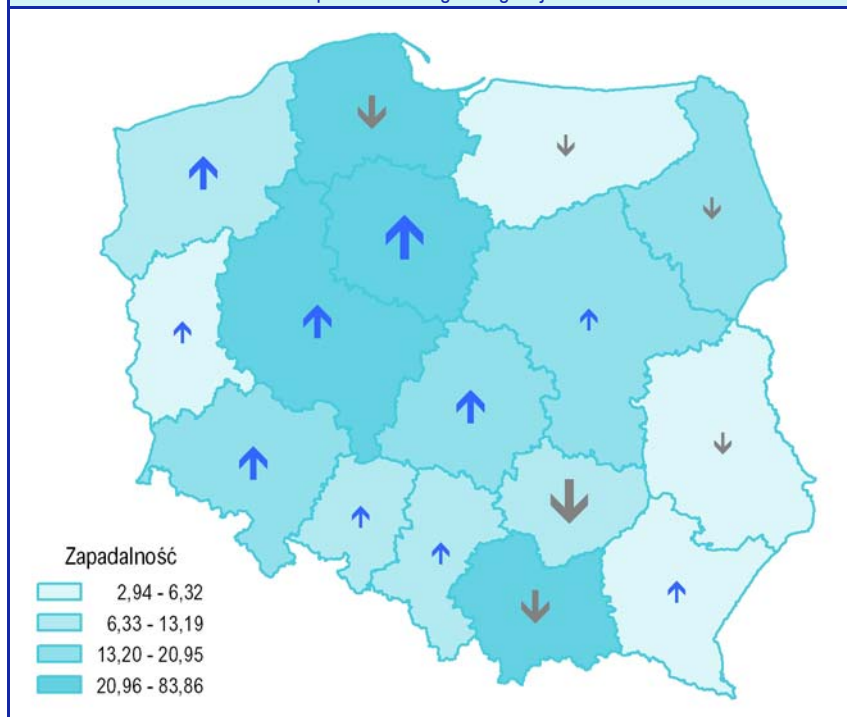 Zapadalność
2,94 - 6,32
6,33 - 13,19
13,20 - 20,95
20,96 - 83,86